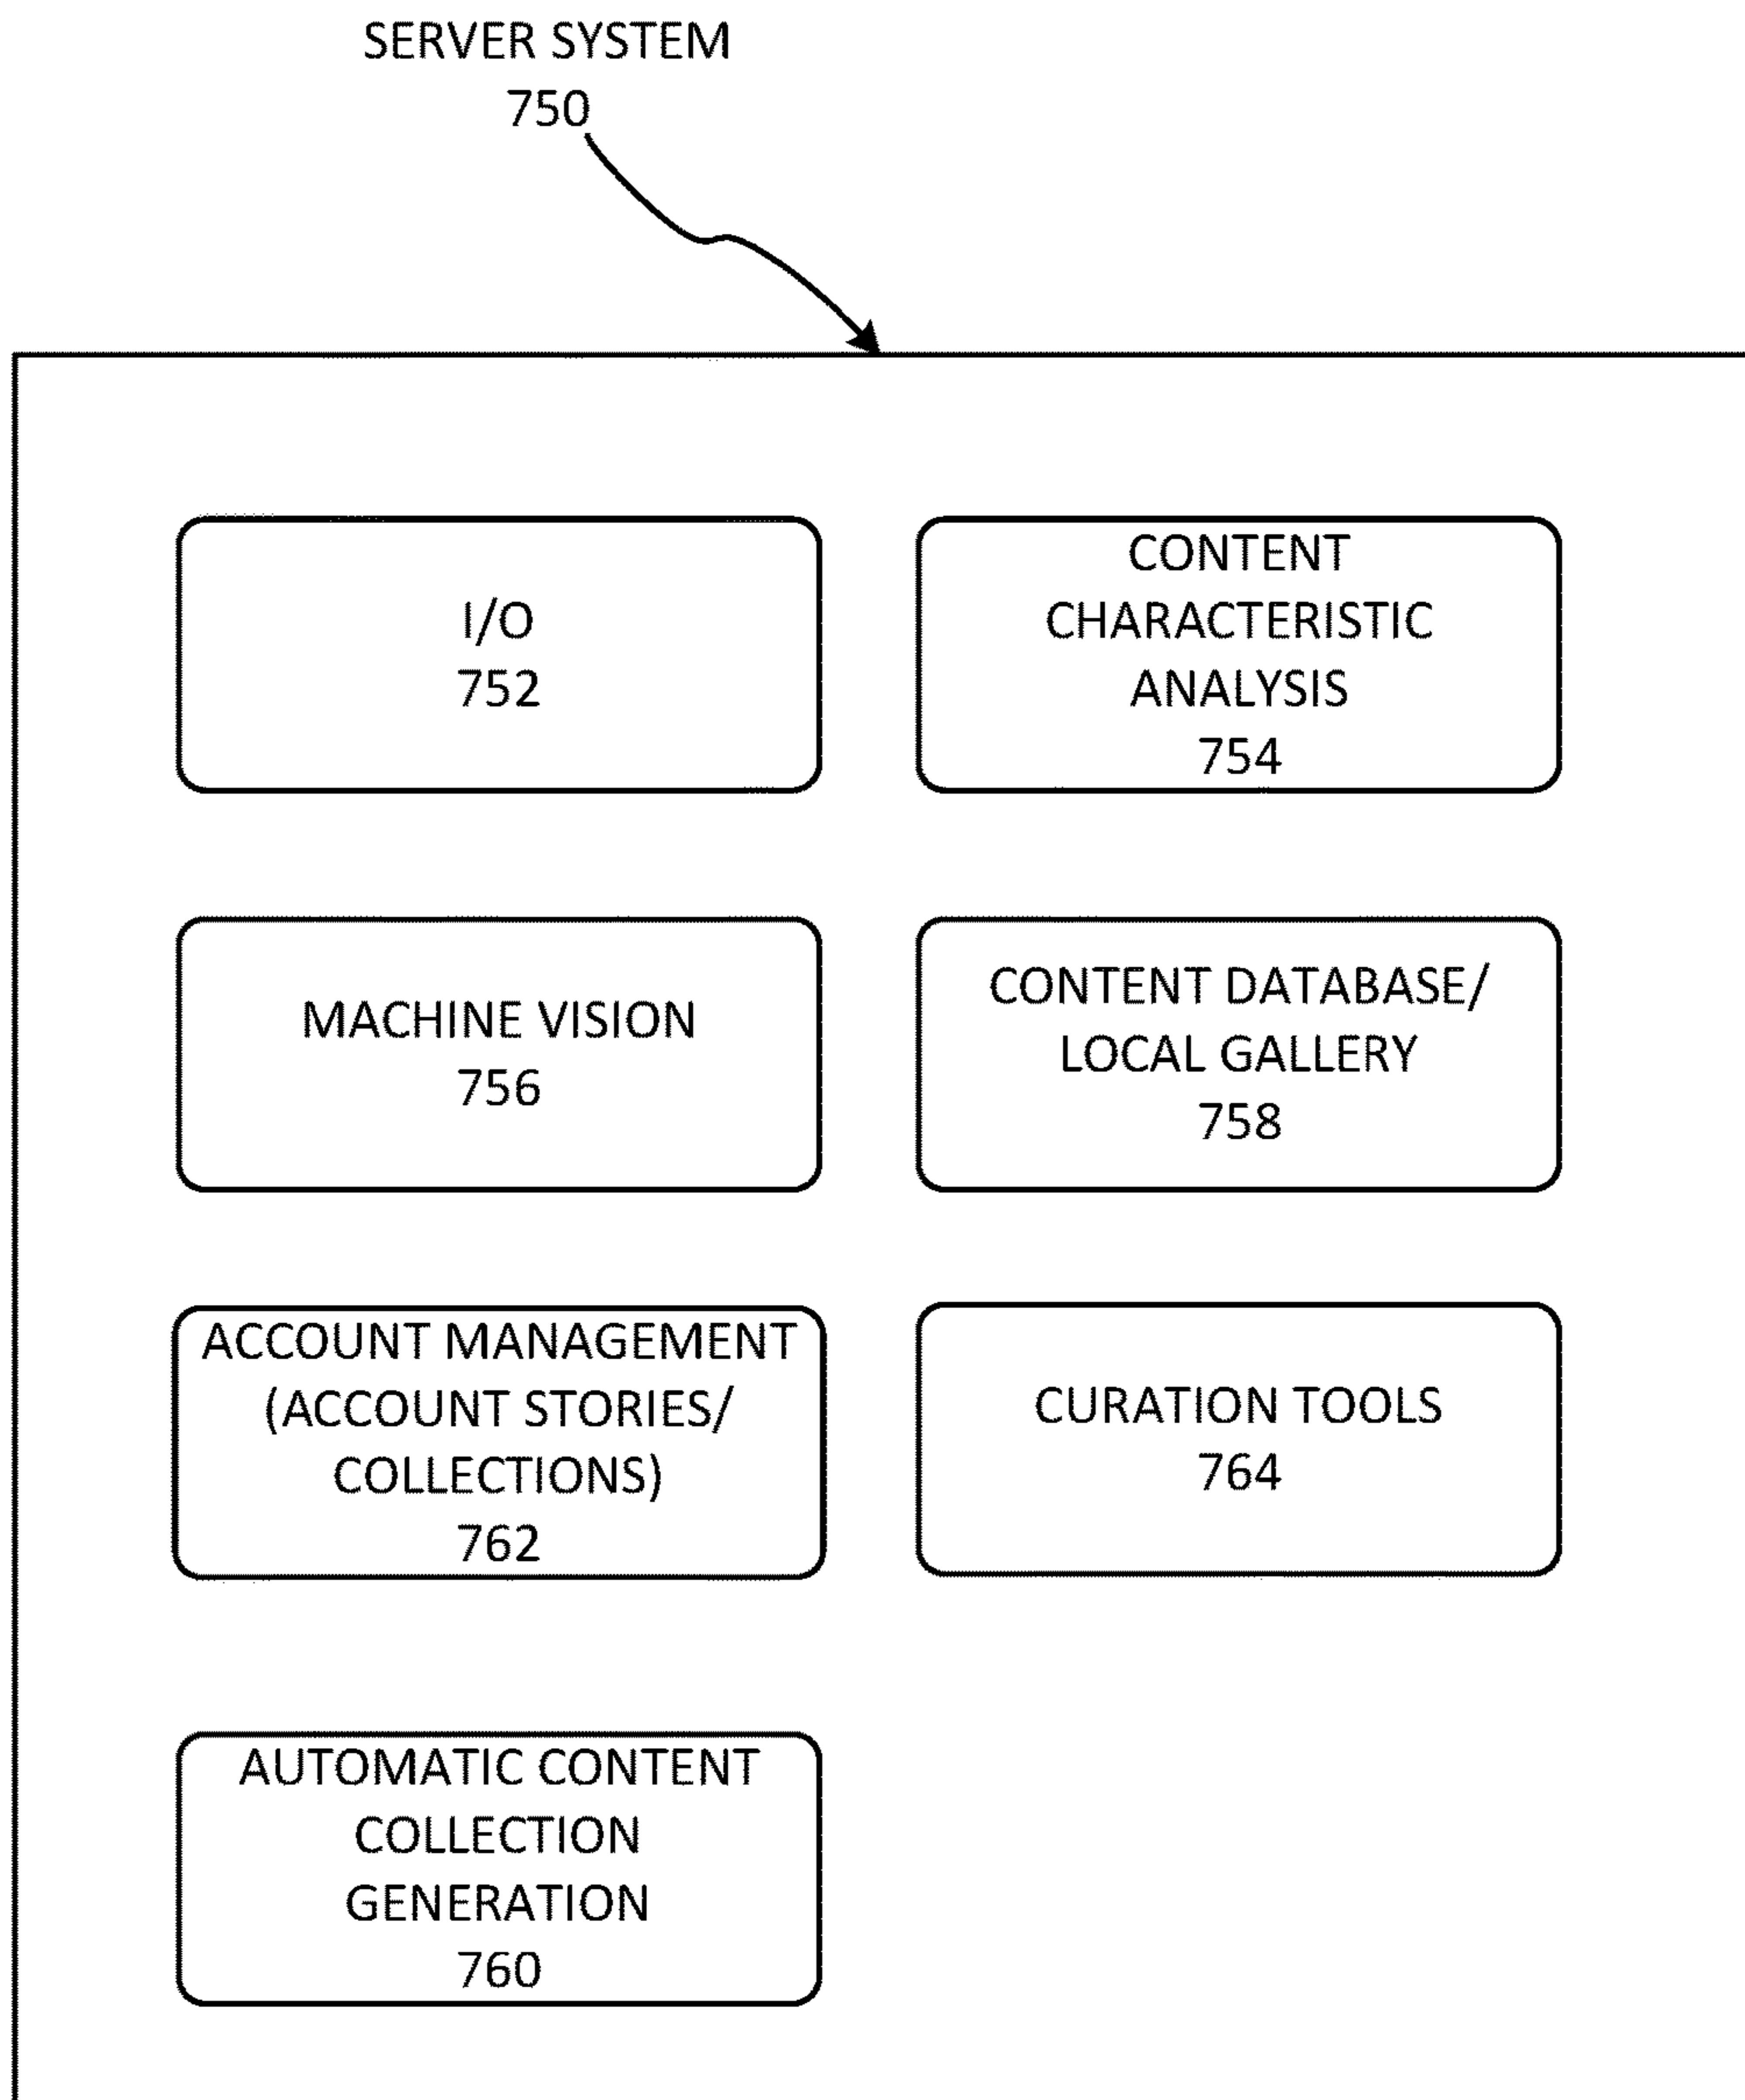 SERVER SYSTEM
750
I/O
752
CONTENT
CHARACTERISTIC
ANALYSIS
754
MACHINE VISION
756
CONTENT DATABASE/
LOCAL GALLERY
758
ACCOUNT MANAGEMENT
(ACCOUNT STORIES/
COLLECTIONS)
762
CURATION TOOLS
764
AUTOMATIC CONTENT
COLLECTION
GENERATION
760